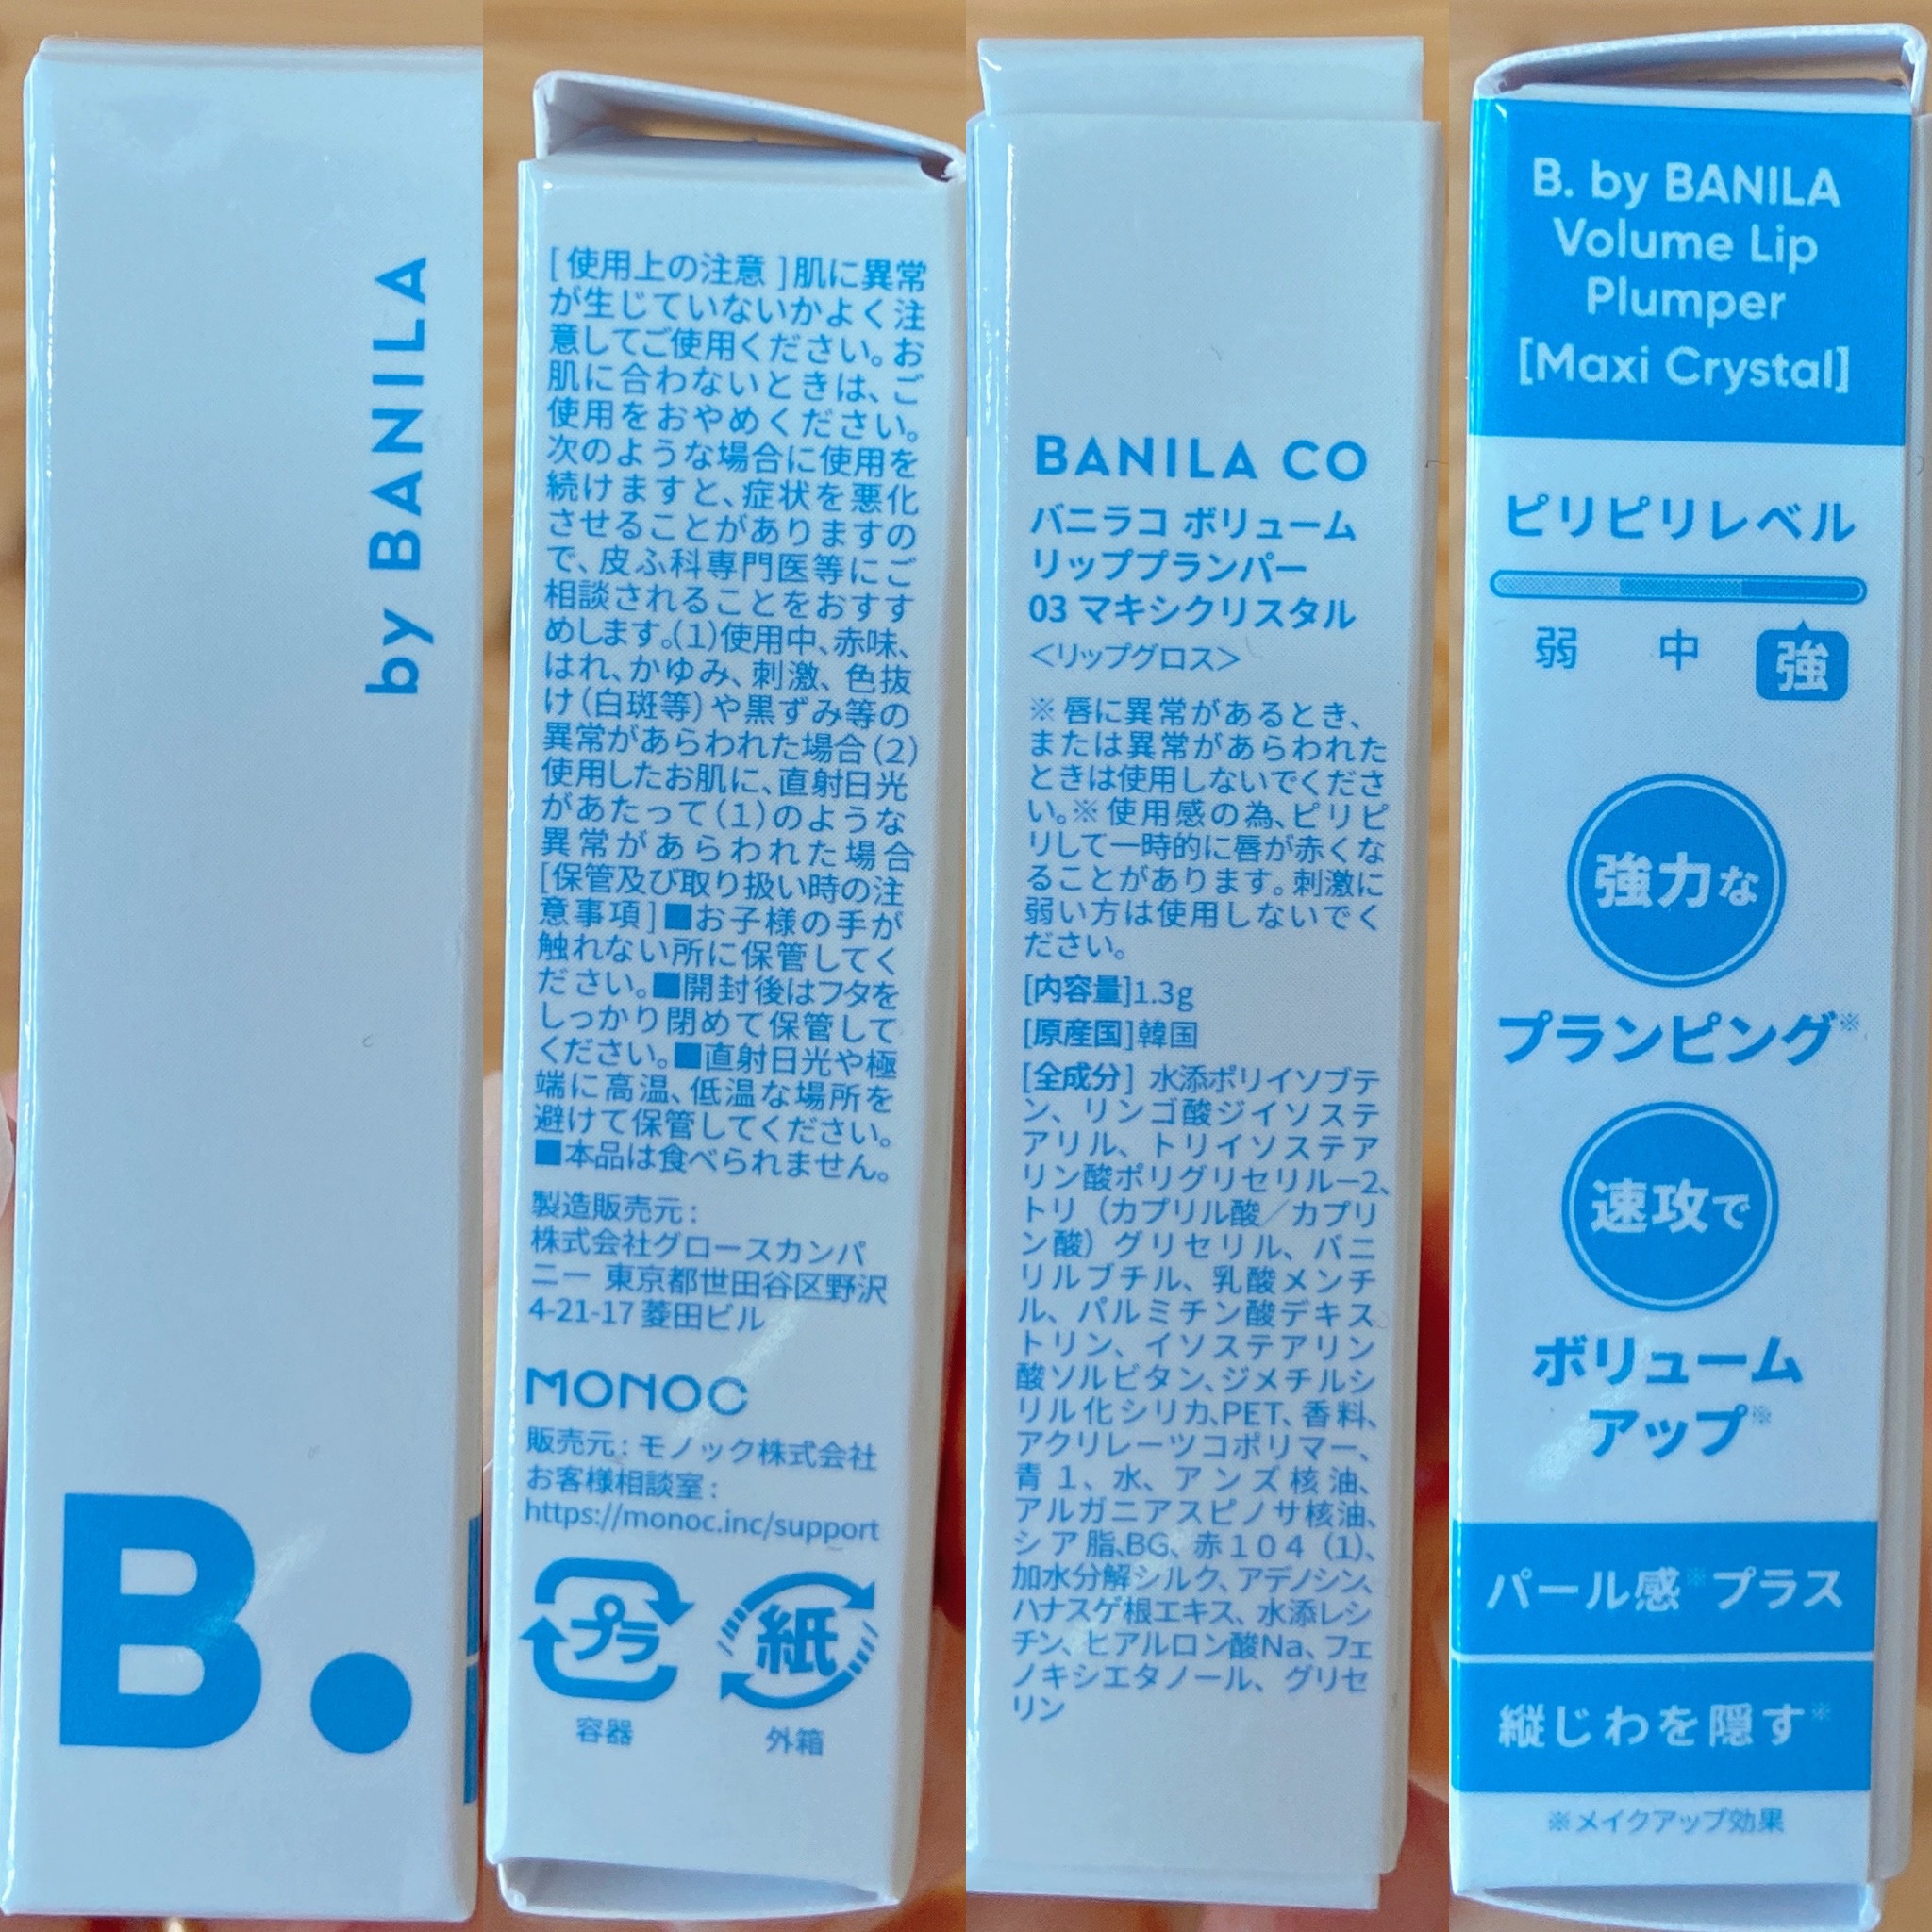 by BANILA
B.
[使用上の注意]肌に異常
が生じていないかよく注
意してご使用ください。お
肌に合わないときは、ご
使用をおやめください。
次のような場合に使用を
続けますと、症状を悪化
させることがありますの
で、皮ふ科専門医等にご
相談されることをおすす
めします。(1)使用中、赤味、
はれ、かゆみ、刺激、色抜
け(白斑等)や黒ずみ等の
異常があらわれた場合(2)
使用したお肌に、直射日光
があたって(1)のような
異常があらわれた場合
[保管及び取り扱い時の注
意事項]■お子様の手が
触れない所に保管してく
ださい。■開封後はフタを
しっかり閉めて保管して
ください。■直射日光や極
端に高温、低温な場所を
避けて保管してください。
■本品は食べられません。
製造販売元:
株式会社グロースカンパ
ニー 東京都世田谷区野沢
4-21-17 菱田ビル
MONOC
販売元:モノック株式会社
お客様相談室:
https://monoc.inc/support
プラ 紙
容器 外箱
BANILA CO
バニラコ ボリューム
リッププランパー
03 マキシクリスタル
<リップグロス>
※唇に異常があるとき、
または異常があらわれた
ときは使用しないでくださ
い。※使用感の為、ピリピ
リして一時的に唇が赤くな
ることがあります。刺激に
弱い方は使用しないでく
ださい。
[内容量]1.3g
[原産国]韓国
[全成分] 水添ポリイソブテ
ン、リンゴ酸ジイソステ
アリル、トリイソステア
リン酸ポリグリセリル-2、
トリ(カプリル酸/カプリ
ン酸)グリセリル、バニ
リルブチル、乳酸メンチ
ル、パルミチン酸デキス
トリン、イソステアリン
酸ソルビタン、ジメチルシ
リル化シリカ、PET、香料、
アクリレーツコポリマー、
青1、水、アンズ核油、
アルガニアスピノサ核油、
シア脂、BG、赤104(1)、
加水分解シルク、アデノシン、
ハナスゲ根エキス、水添レシ
チン、ヒアルロン酸Na、フェ
ノキシエタノール、グリセ
リン
B. by BANILA
Volume Lip
Plumper
[Maxi Crystal]
ピリピリレベル
弱 中 強
強力な
プランピング※
速攻で
ボリューム
アップ※
パール感※プラス
縦じわを隠す※
※メイクアップ効果